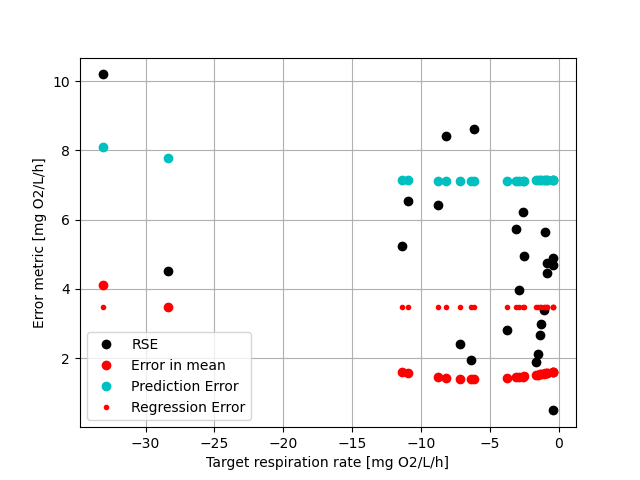 10
8
6
4
2
Error metric [mg O2/L/h]
RSE
Error in mean
Prediction Error
Regression Error
−30 −25 −20 −15 −10 −5 0
Target respiration rate [mg O2/L/h]